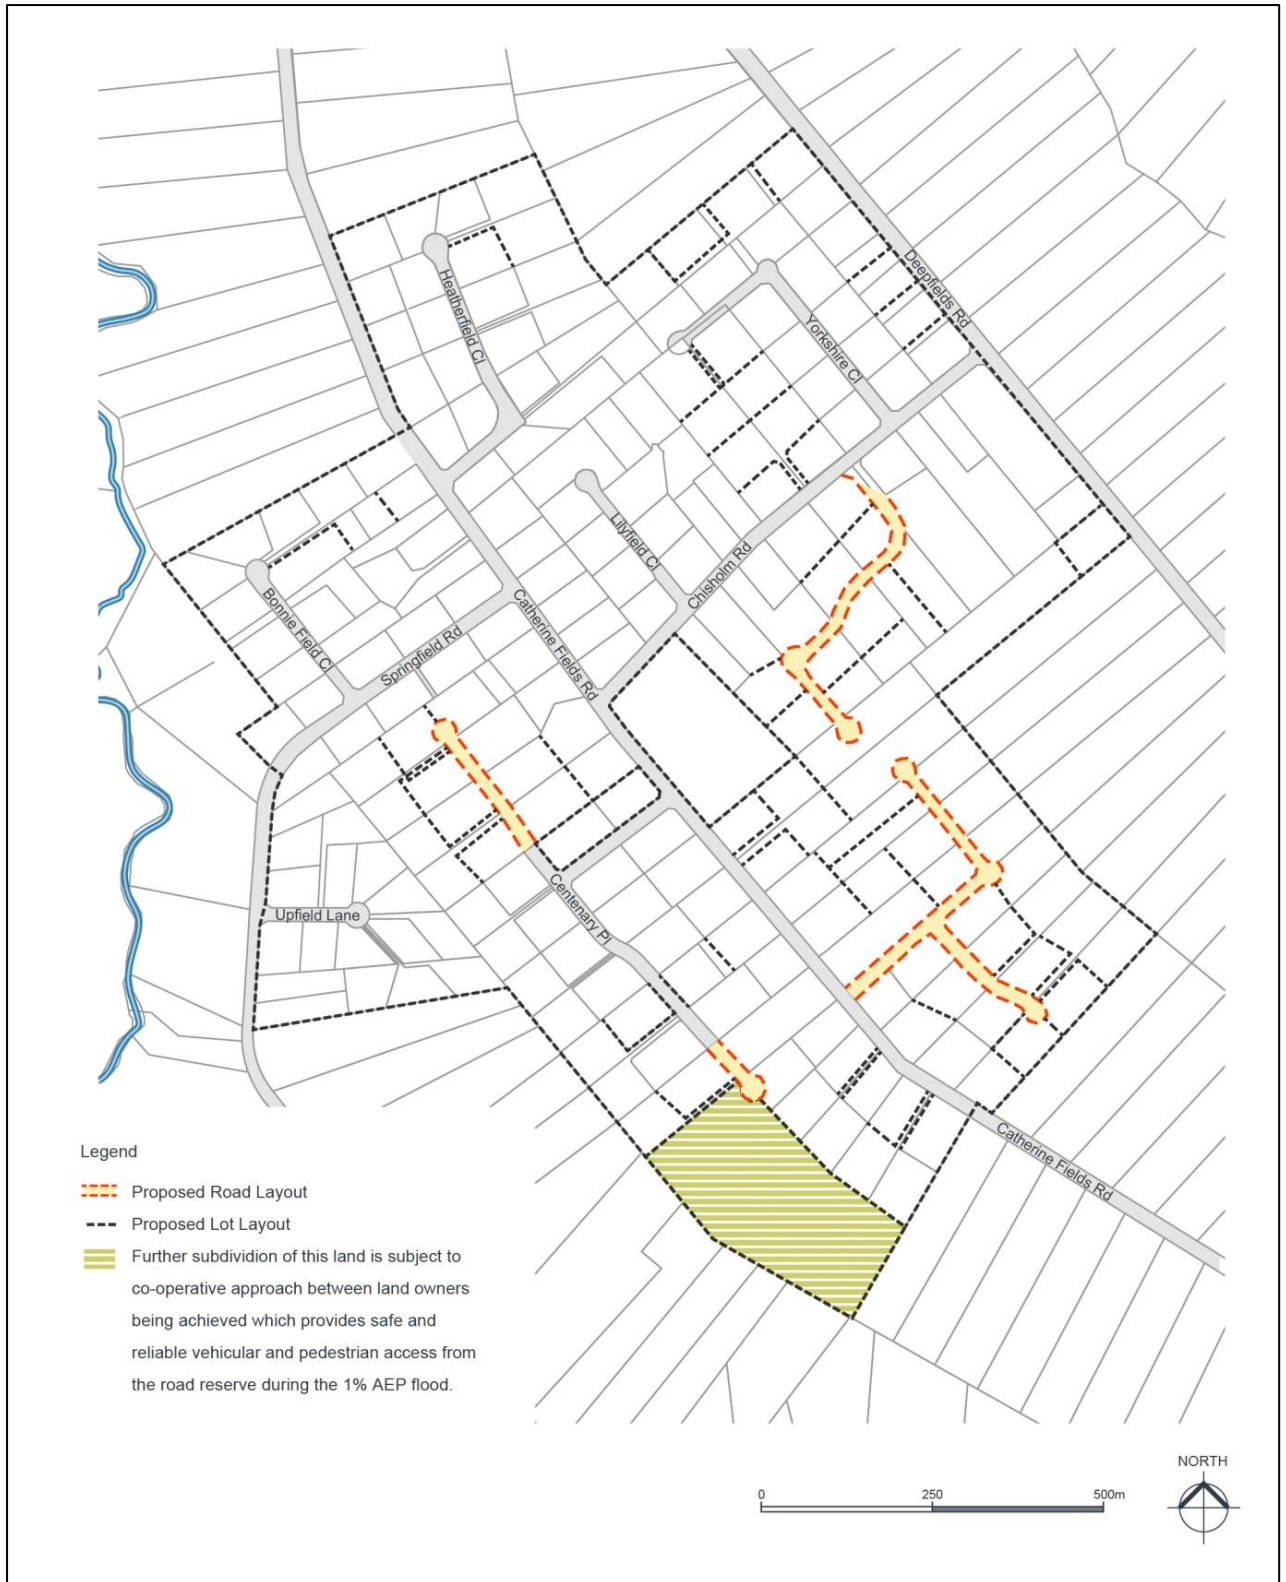 Deepfields Rd
Heatherfield Cl
Yorkshire Cl
Lilyfield Cl
Chisholm Rd
Bonnie Field Cl
Catherine Fields Rd
Springfield Rd
Centenary Pl
Upfield Lane
Catherine Fields Rd
Legend
Proposed Road Layout
Proposed Lot Layout
Further subdividion of this land is subject to
co-operative approach between land owners
being achieved which provides safe and
reliable vehicular and pedestrian access from
the road reserve during the 1% AEP flood.
NORTH
0 250 500m